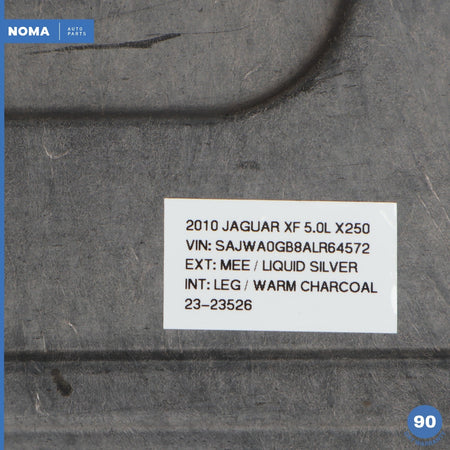 NOMA AUTO PARTS
2010 JAGUAR XF 5.0L X250
VIN: SAJWA0GB8ALR64572
EXT: MEE / LIQUID SILVER
INT: LEG / WARM CHARCOAL
23-23526
90